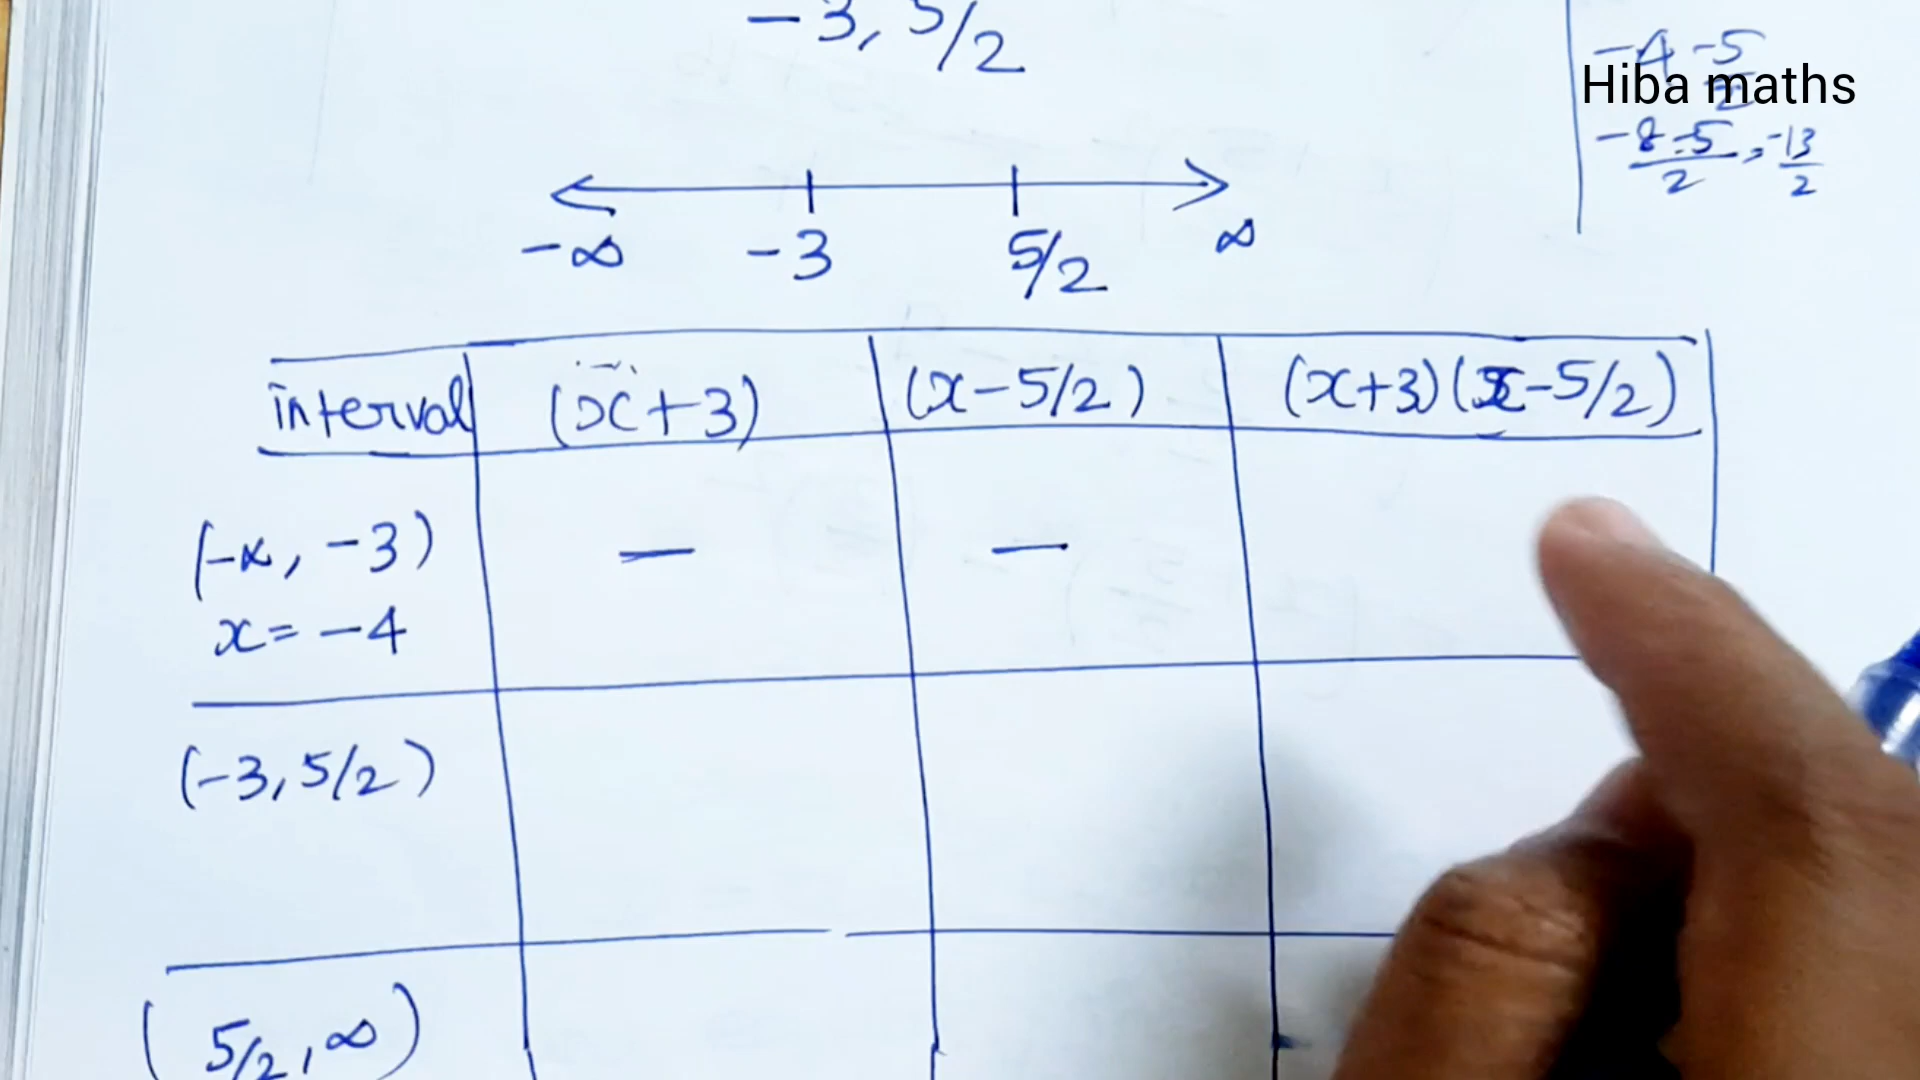 -3, 5/2
-4 -5
2
Hiba maths
-8-5 = -13
2 2
-∞ -3 5/2 ∞
interval (x+3) (x-5/2) (x+3)(x-5/2)
(-∞, -3) — —
x = -4
(-3, 5/2)
(5/2, ∞)